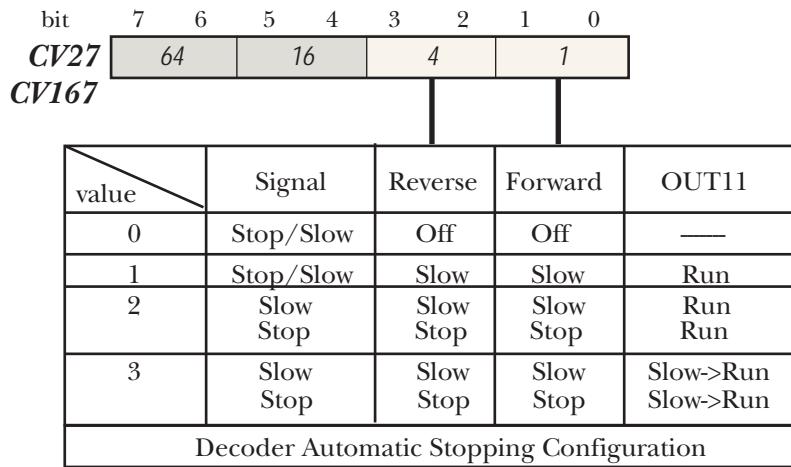 bit 7 6 5 4 3 2 1 0
CV27 64 16 4 1
CV167
value Signal Reverse Forward OUT11
0 Stop/Slow Off Off —
1 Stop/Slow Slow Slow Run
2 Slow Slow Slow Run
Stop Stop Stop Run
3 Slow Slow Slow Slow->Run
Stop Stop Stop Slow->Run
Decoder Automatic Stopping Configuration